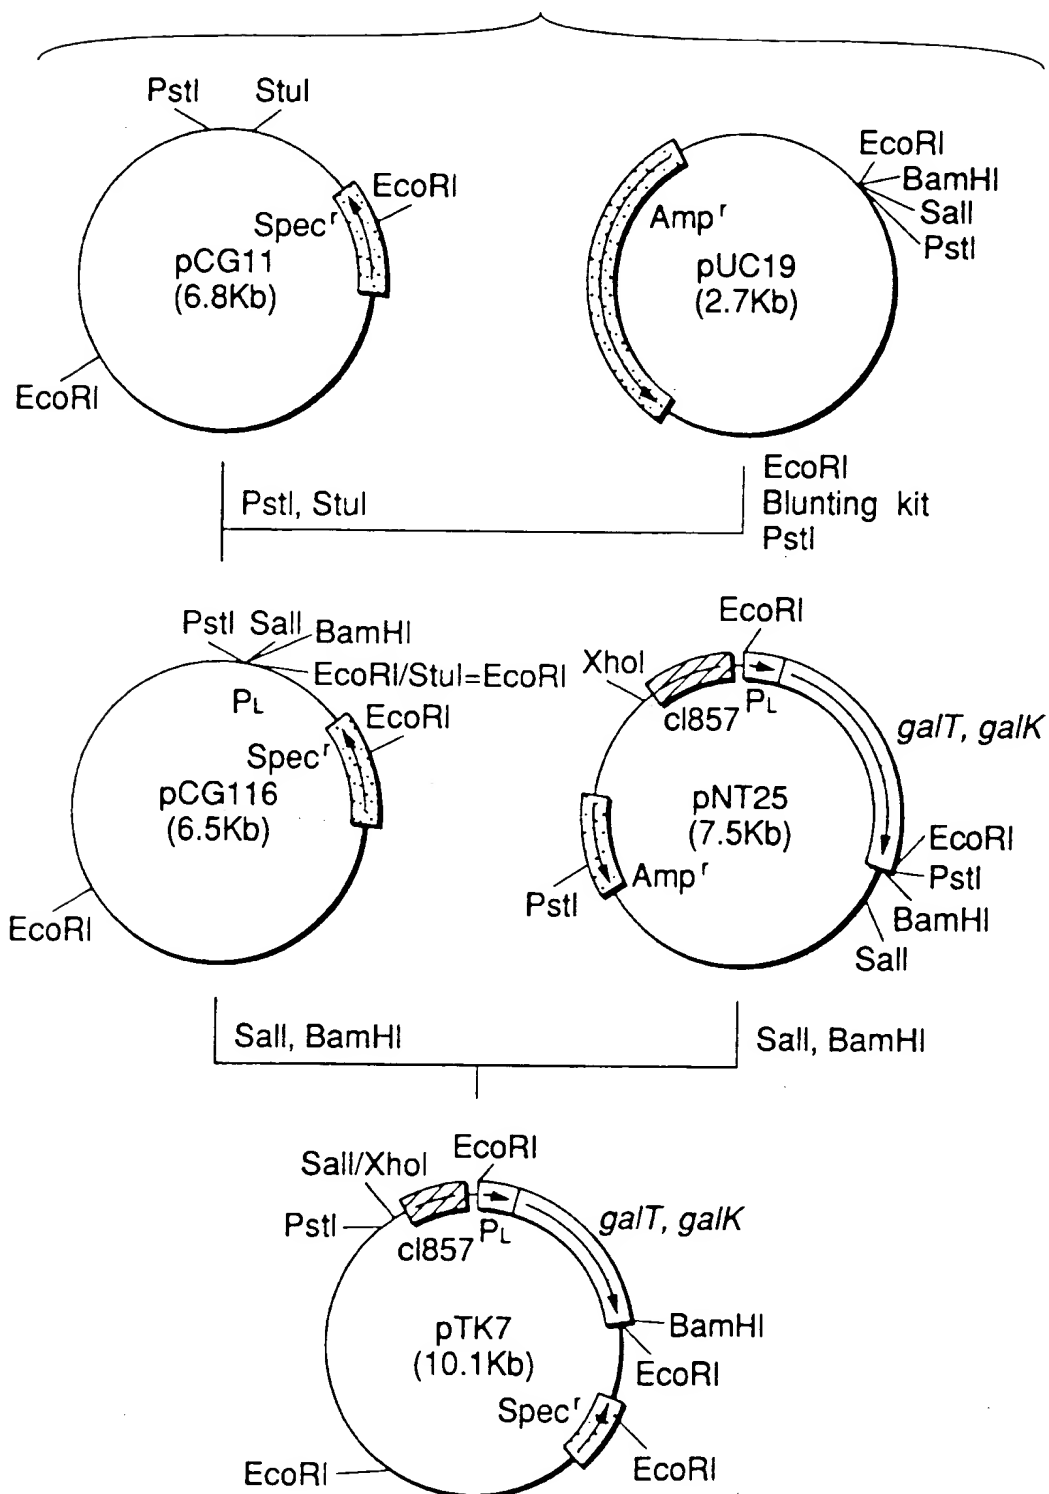 PstI StuI
EcoRI
Spec r
pCG11
(6.8Kb)
EcoRI
EcoRI
BamHI
SalI
PstI
Amp r
pUC19
(2.7Kb)
PstI, StuI
EcoRI
Blunting kit
PstI
PstI SalI BamHI
EcoRI/StuI=EcoRI
PL
EcoRI
Spec r
pCG116
(6.5Kb)
EcoRI
EcoRI
XhoI
cI857
PL
galT, galK
pNT25
(7.5Kb)
EcoRI
PstI
BamHI
SalI
Amp r
PstI
SalI, BamHI
SalI, BamHI
EcoRI
SalI/XhoI
PstI
cI857
PL
galT, galK
pTK7
(10.1Kb)
BamHI
EcoRI
Spec r
EcoRI
EcoRI